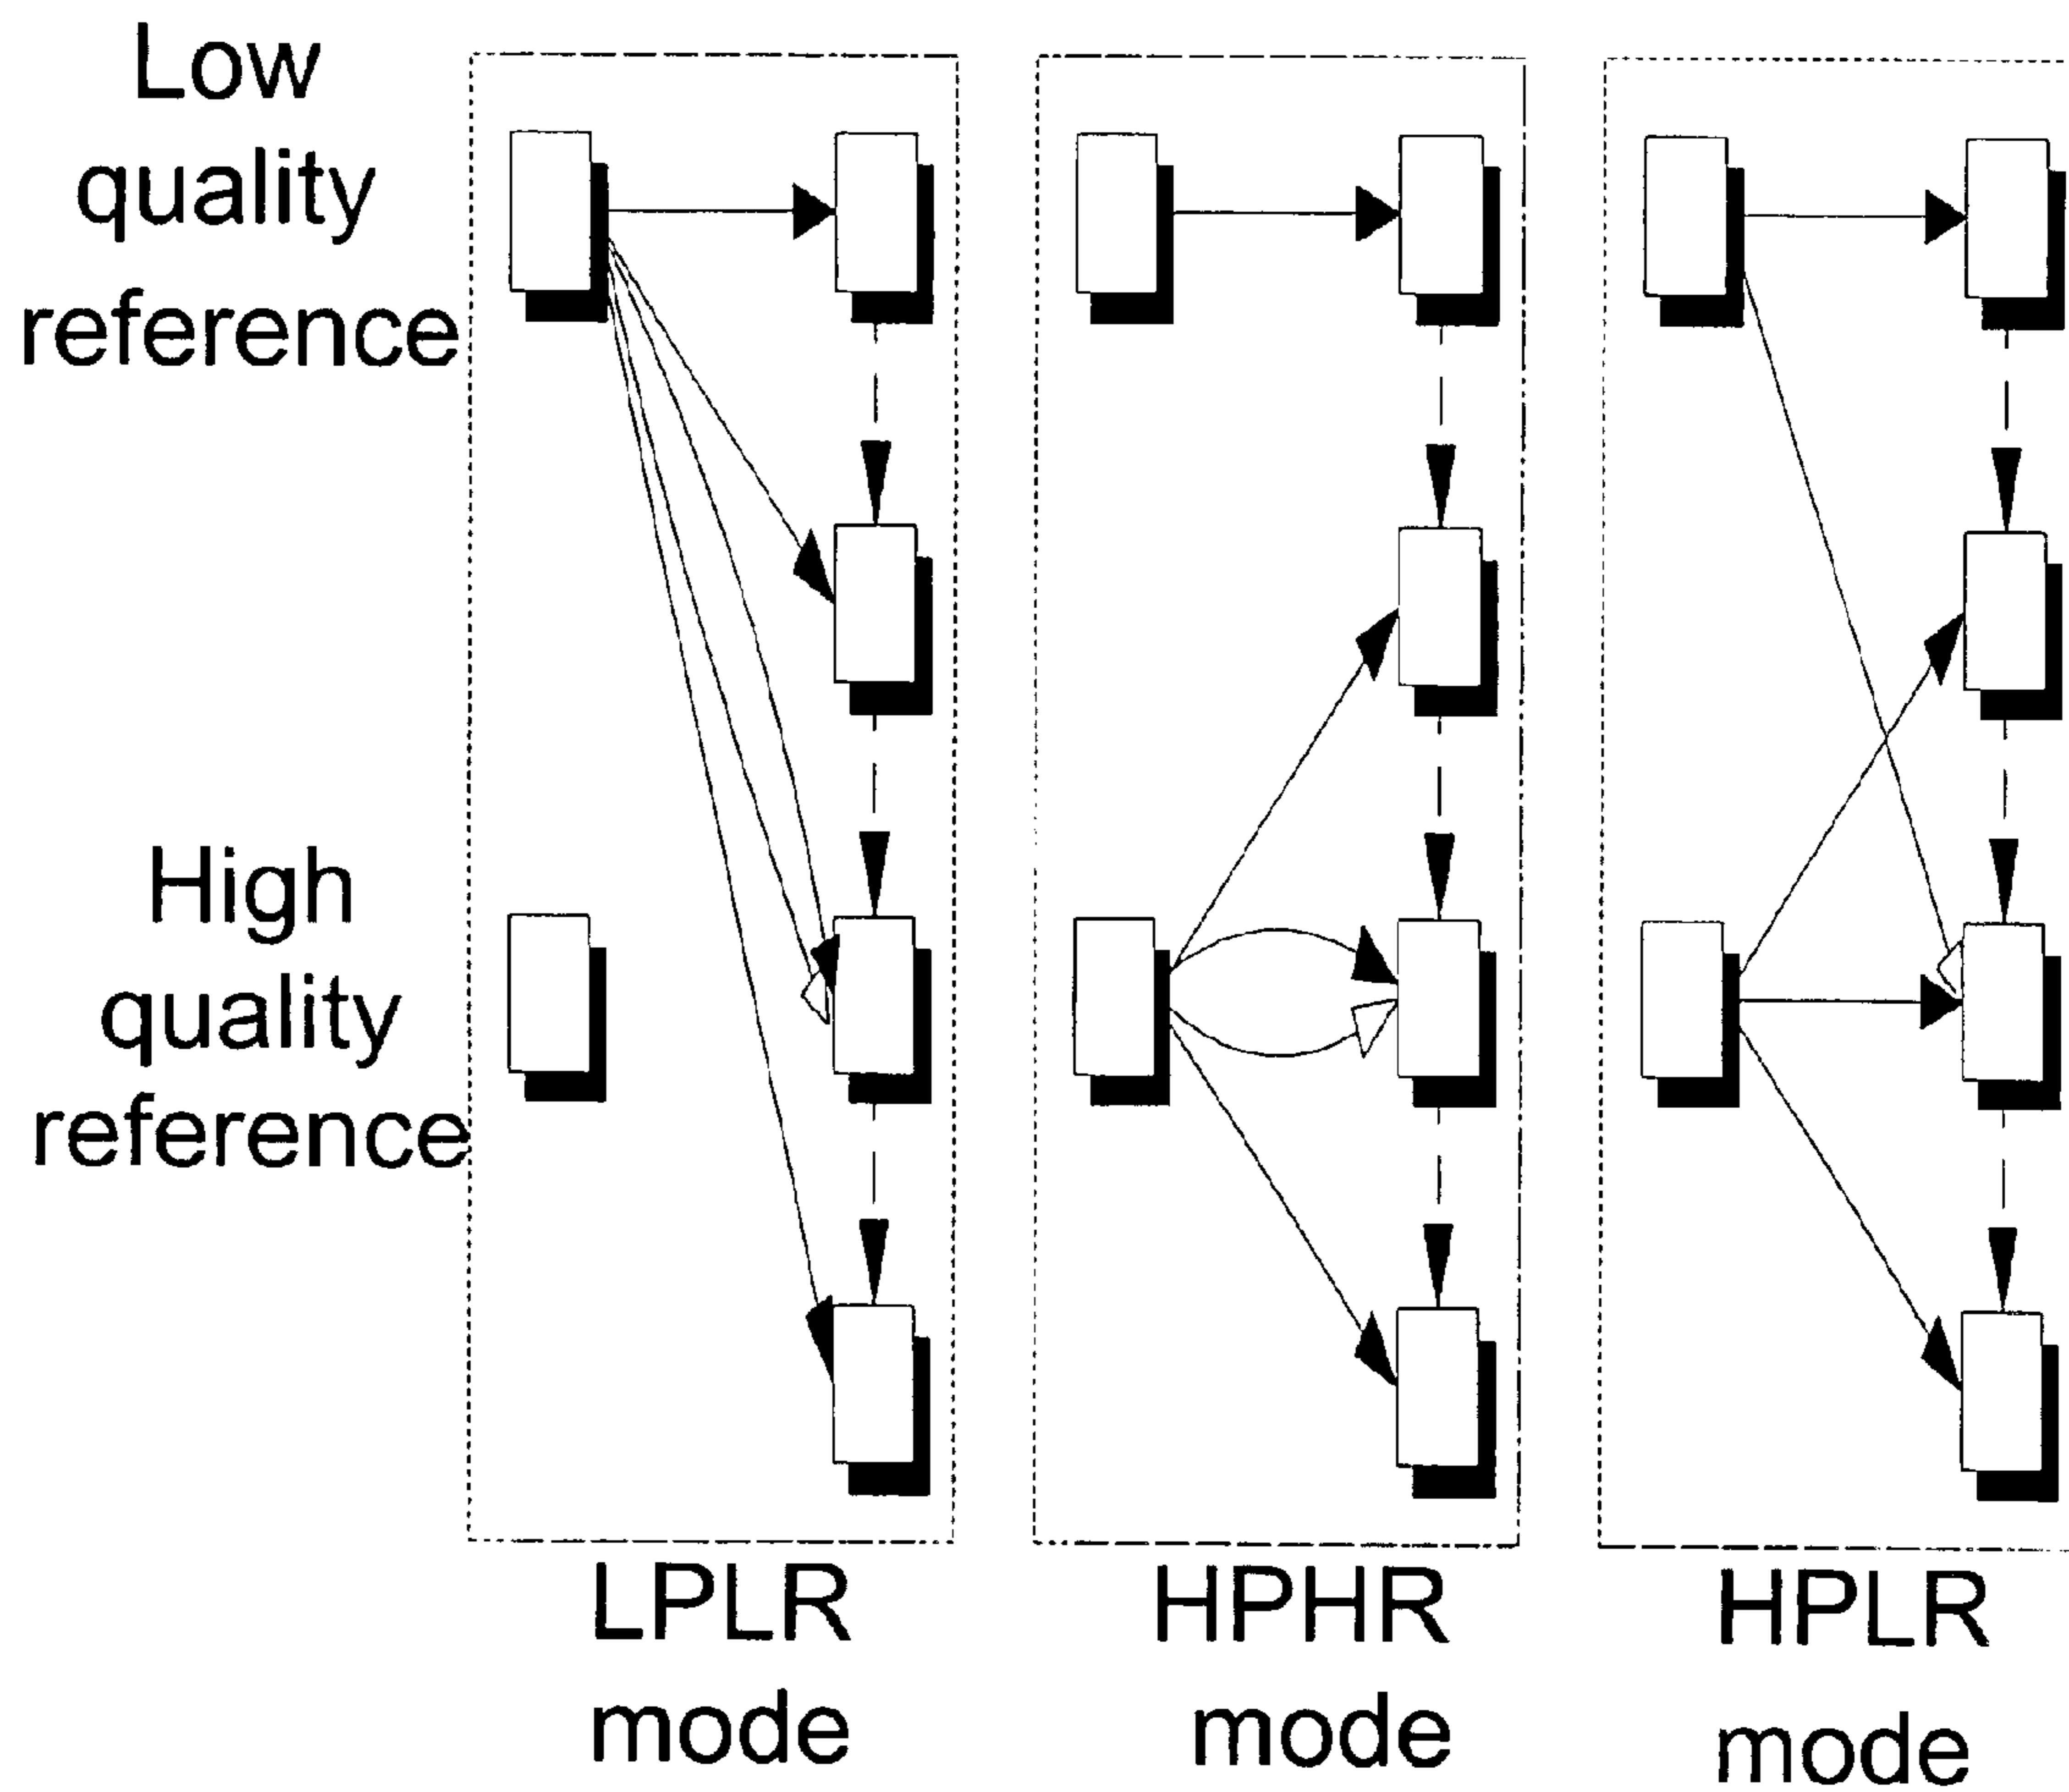 Low
quality
reference
High
quality
reference
LPLR
mode
HPHR
mode
HPLR
mode